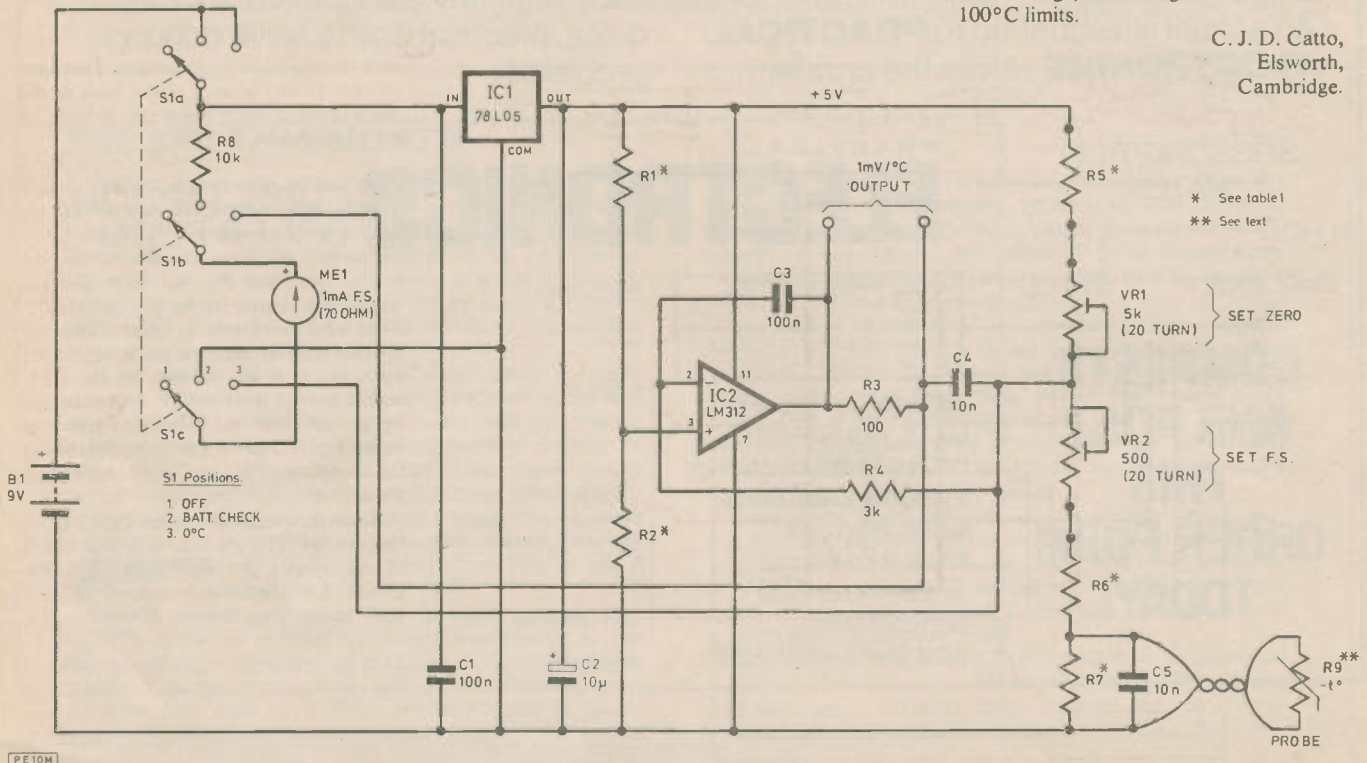 100°C limits.
C. J. D. Catto,
Elsworth,
Cambridge.
S1a
R8
10k
S1b
ME1
1mA F.S.
(70 OHM)
1 2 3
S1c
B1
9V
S1 Positions.
1. OFF
2. BATT. CHECK
3. 0°C
IN
IC1
78L05
OUT
COM
+5V
R1*
R2*
C1
100n
C2
10µ
1mV/°C
OUTPUT
C3
100n
2
3
IC2
LM312
11
7
R3
100
R4
3k
C4
10n
R5*
* See table1
** See text
VR1
5k
(20 TURN)
SET ZERO
VR2
500
(20 TURN)
SET F.S.
R6*
R7*
C5
10n
R9**
-t°
PROBE
PE10M